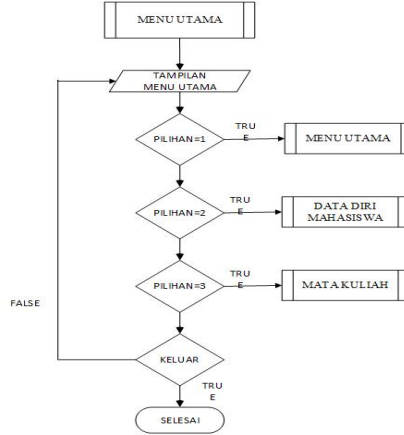 MENU UTAMA
TAMPILAN
MENU UTAMA
PILIHAN=1
TRU
E
MENU UTAMA
PILIHAN=2
TRU
E
DATA DIRI
MAHASISWA
PILIHAN=3
TRU
E
MATA KULIAH
FALSE
KELUAR
TRU
E
SELESAI